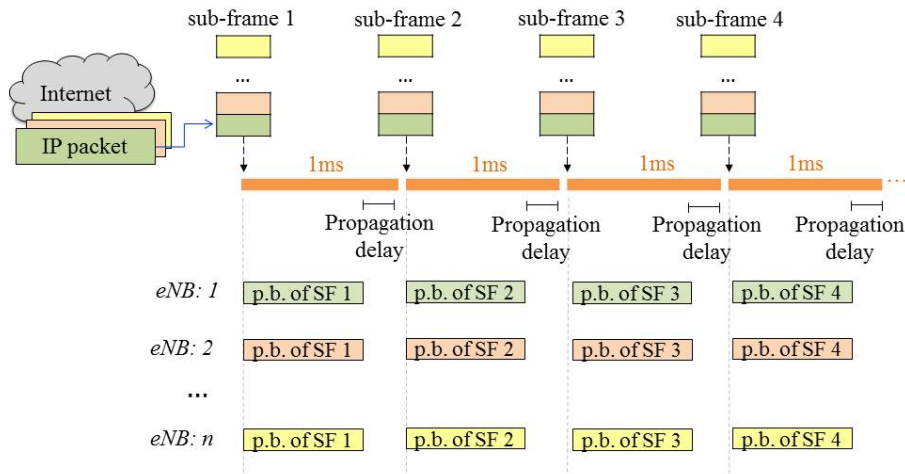 sub-frame 1 sub-frame 2 sub-frame 3 sub-frame 4
... ... ... ...
Internet
IP packet
1ms 1ms 1ms 1ms
...
Propagation delay
Propagation delay
Propagation delay
Propagation delay
eNB: 1 p.b. of SF 1 p.b. of SF 2 p.b. of SF 3 p.b. of SF 4
eNB: 2 p.b. of SF 1 p.b. of SF 2 p.b. of SF 3 p.b. of SF 4
...
eNB: n p.b. of SF 1 p.b. of SF 2 p.b. of SF 3 p.b. of SF 4